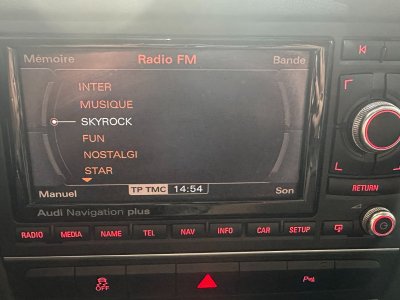 Mémoire Radio FM Bande
INTER
MUSIQUE
SKYROCK
FUN
NOSTALGI
STAR
Manuel TP TMC 14:54 Son
RETURN
Audi Navigation plus
RADIO MEDIA NAME TEL NAV INFO CAR SETUP
OFF